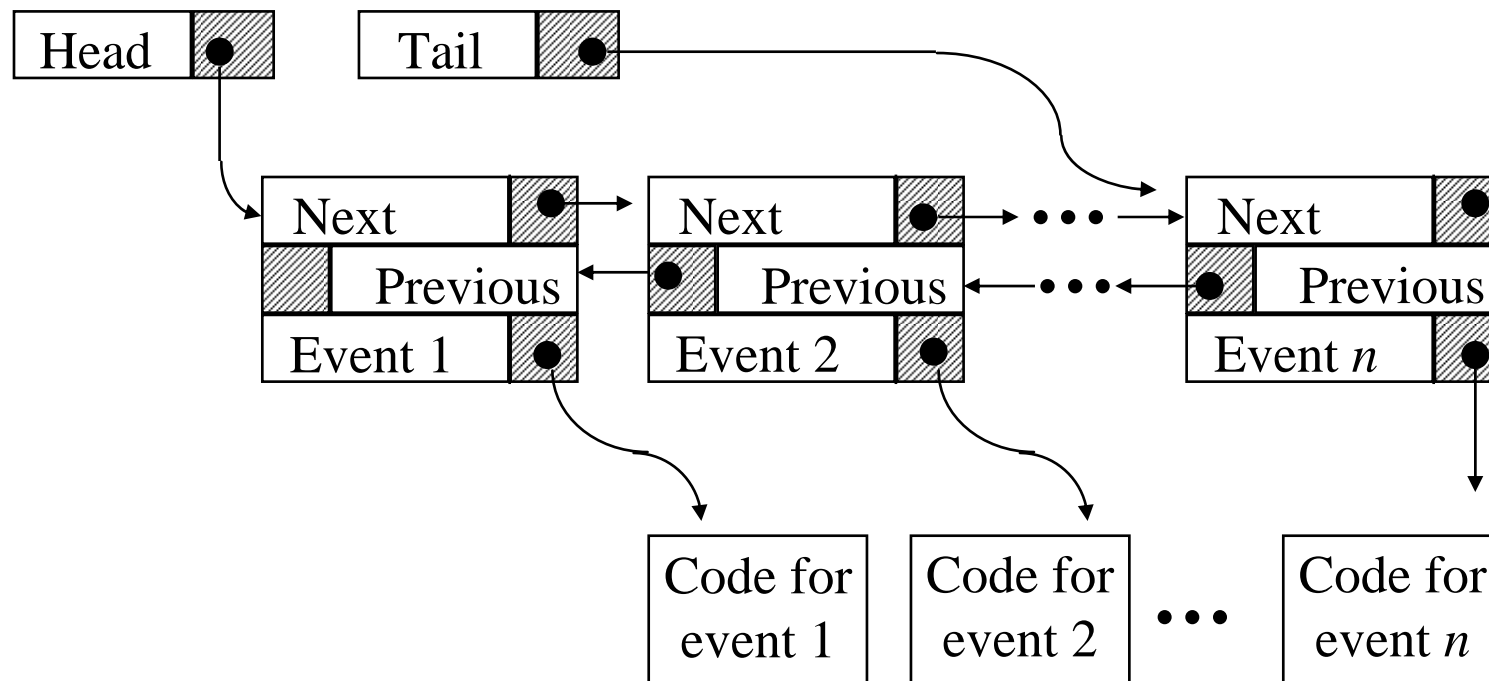 Head Tail
Next Next Next
Previous Previous Previous
Event 1 Event 2 Event n
Code for Code for Code for
event 1 event 2 event n